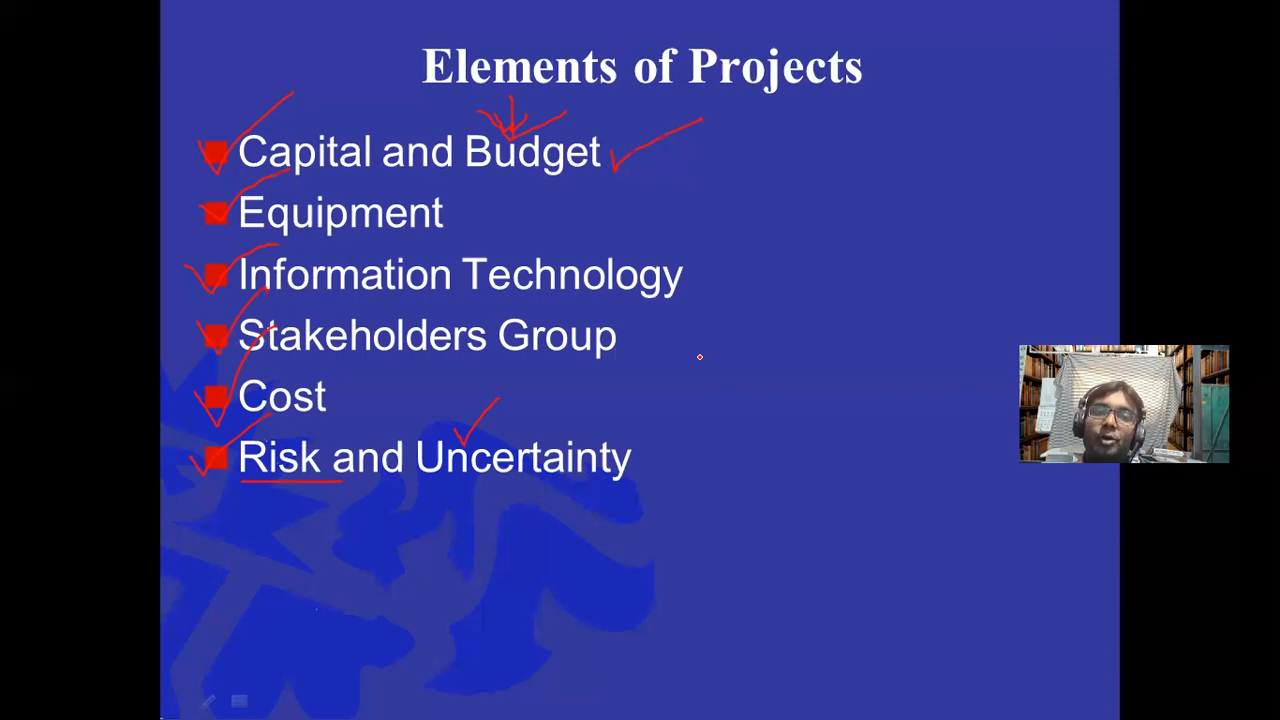 Elements of Projects
Capital and Budget
Equipment
Information Technology
Stakeholders Group
Cost
Risk and Uncertainty